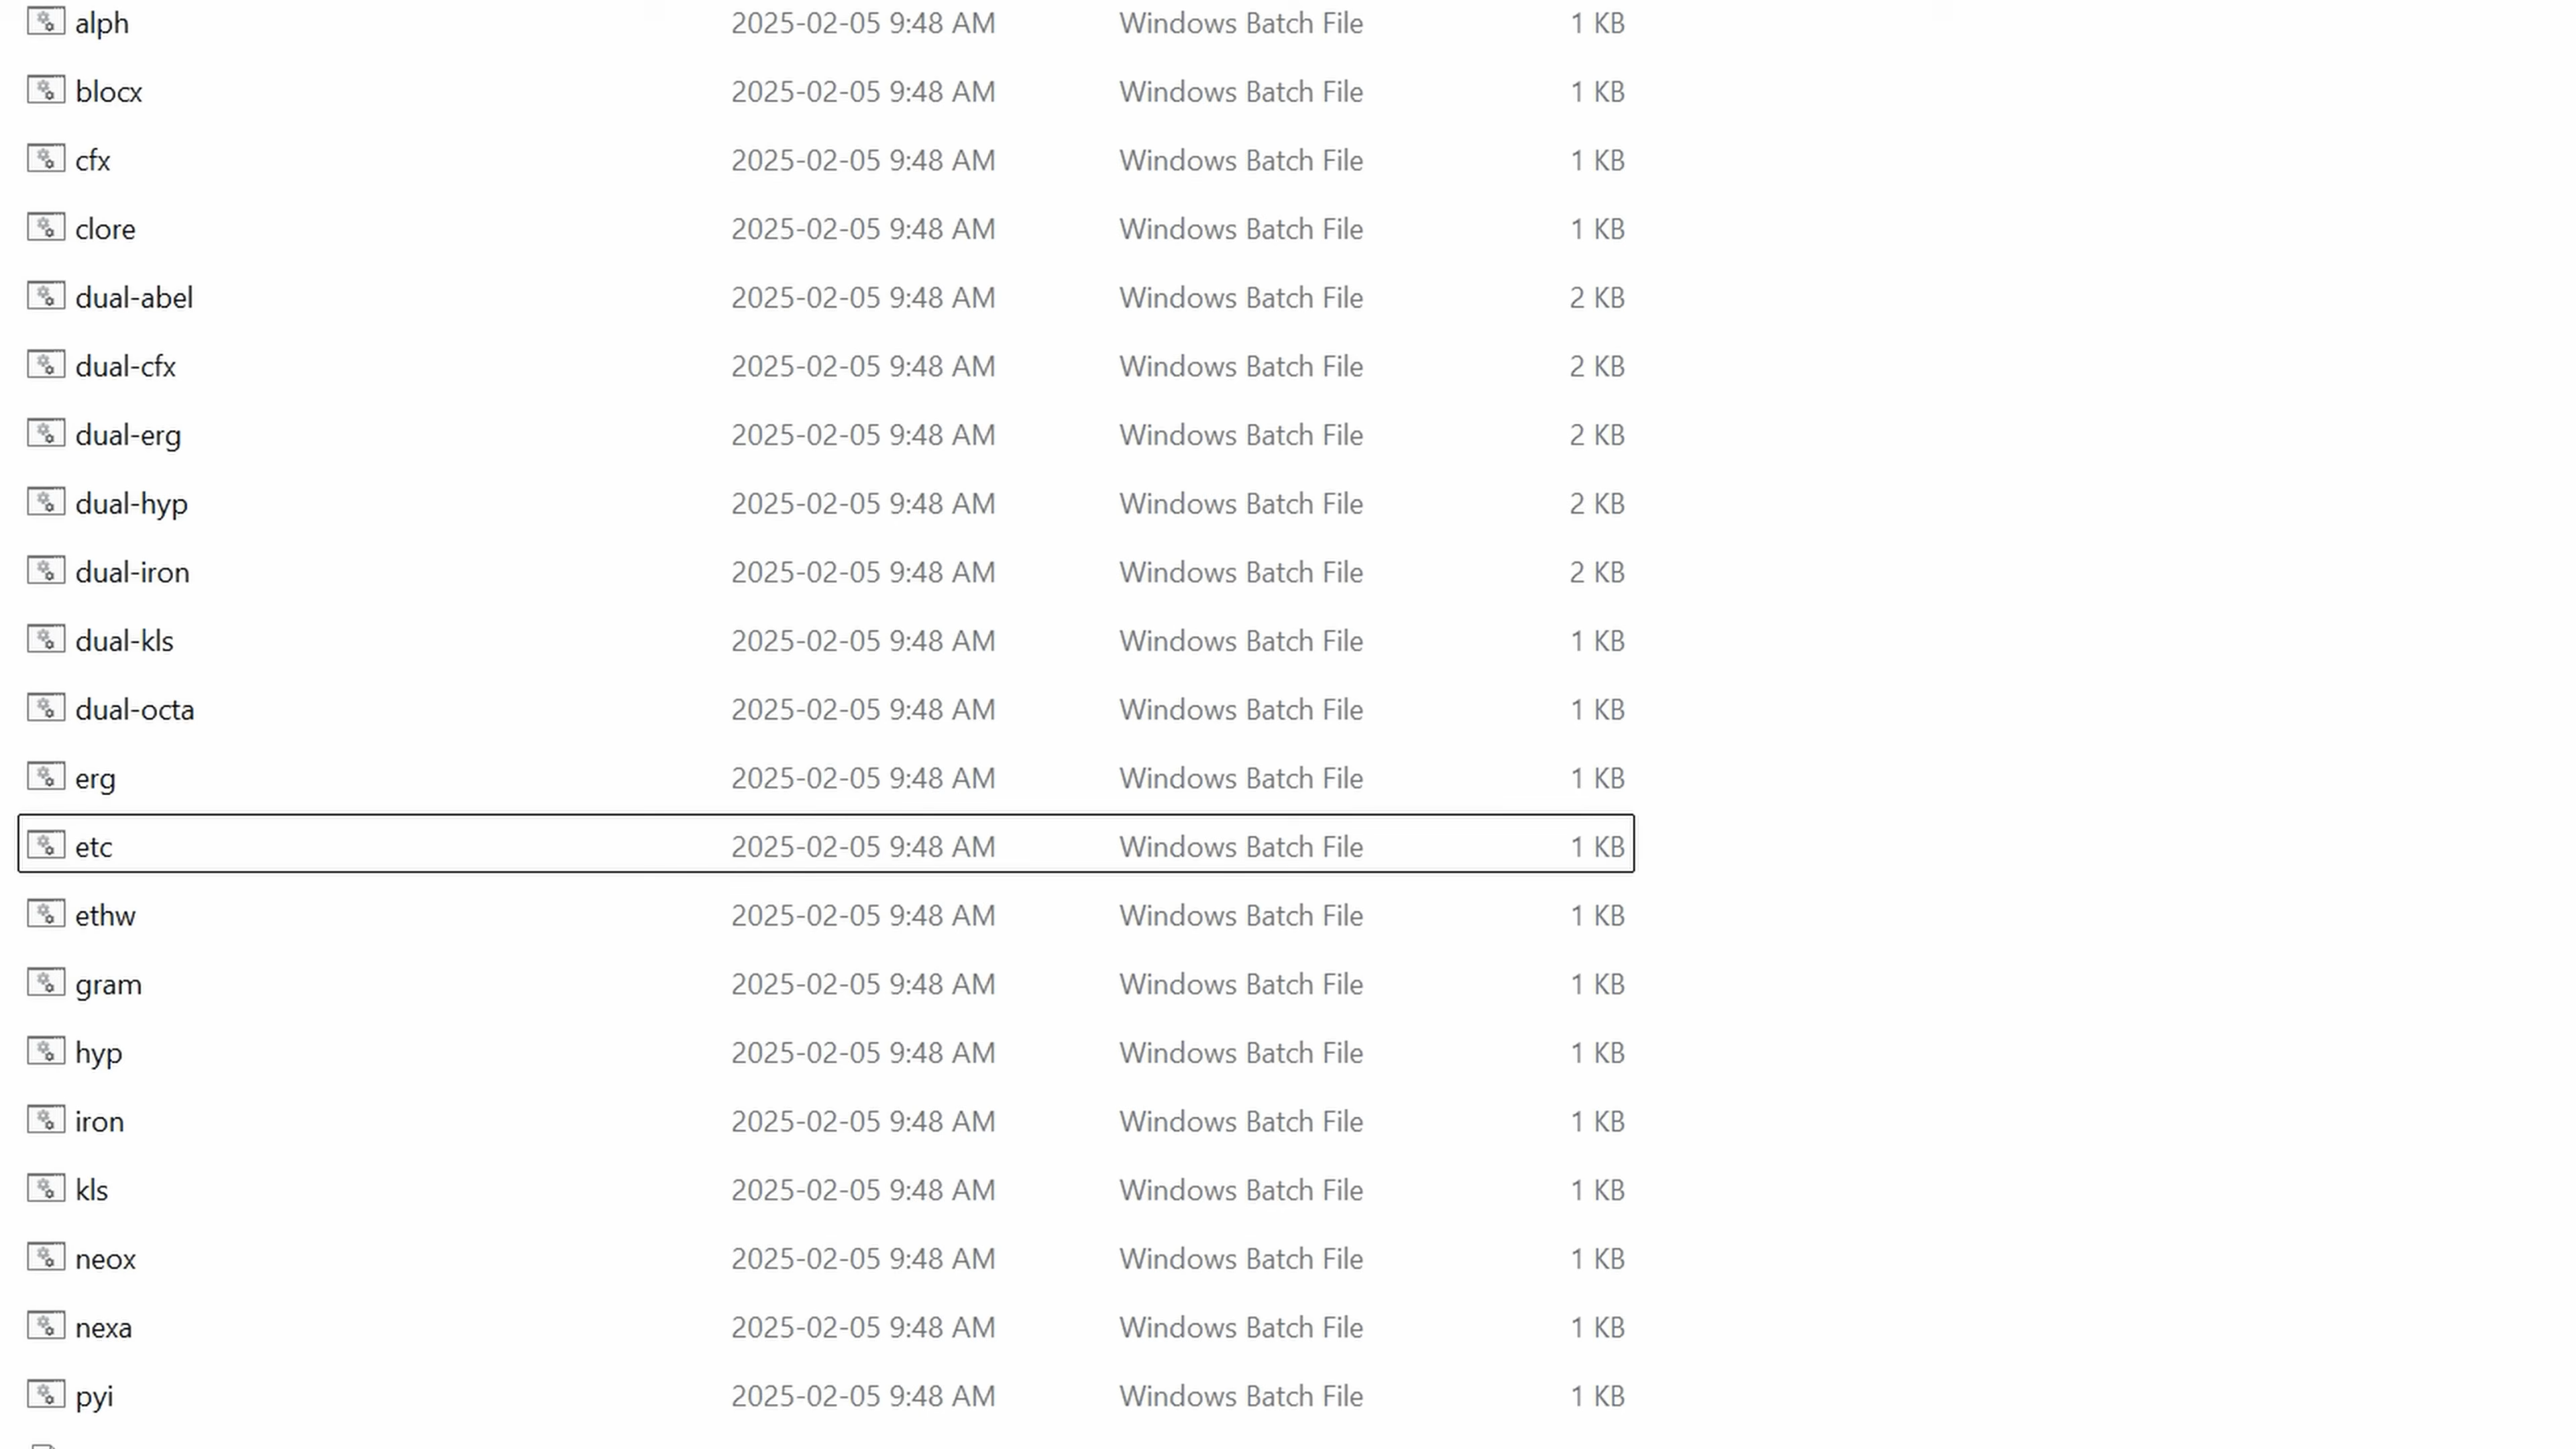 alph 2025-02-05 9:48 AM Windows Batch File 1 KB
blocx 2025-02-05 9:48 AM Windows Batch File 1 KB
cfx 2025-02-05 9:48 AM Windows Batch File 1 KB
clore 2025-02-05 9:48 AM Windows Batch File 1 KB
dual-abel 2025-02-05 9:48 AM Windows Batch File 2 KB
dual-cfx 2025-02-05 9:48 AM Windows Batch File 2 KB
dual-erg 2025-02-05 9:48 AM Windows Batch File 2 KB
dual-hyp 2025-02-05 9:48 AM Windows Batch File 2 KB
dual-iron 2025-02-05 9:48 AM Windows Batch File 2 KB
dual-kls 2025-02-05 9:48 AM Windows Batch File 1 KB
dual-octa 2025-02-05 9:48 AM Windows Batch File 1 KB
erg 2025-02-05 9:48 AM Windows Batch File 1 KB
etc 2025-02-05 9:48 AM Windows Batch File 1 KB
ethw 2025-02-05 9:48 AM Windows Batch File 1 KB
gram 2025-02-05 9:48 AM Windows Batch File 1 KB
hyp 2025-02-05 9:48 AM Windows Batch File 1 KB
iron 2025-02-05 9:48 AM Windows Batch File 1 KB
kls 2025-02-05 9:48 AM Windows Batch File 1 KB
neox 2025-02-05 9:48 AM Windows Batch File 1 KB
nexa 2025-02-05 9:48 AM Windows Batch File 1 KB
pyi 2025-02-05 9:48 AM Windows Batch File 1 KB